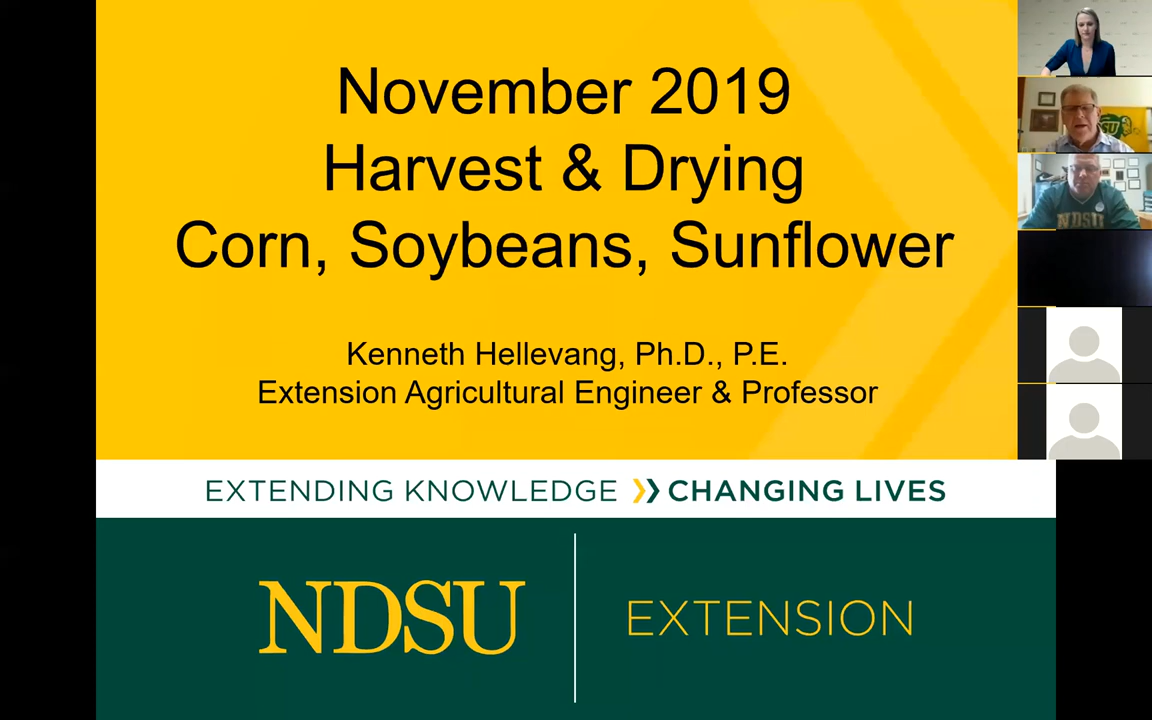 November 2019
Harvest & Drying
Corn, Soybeans, Sunflower
Kenneth Hellevang, Ph.D., P.E.
Extension Agricultural Engineer & Professor
EXTENDING KNOWLEDGE CHANGING LIVES
NDSU EXTENSION
NDSU